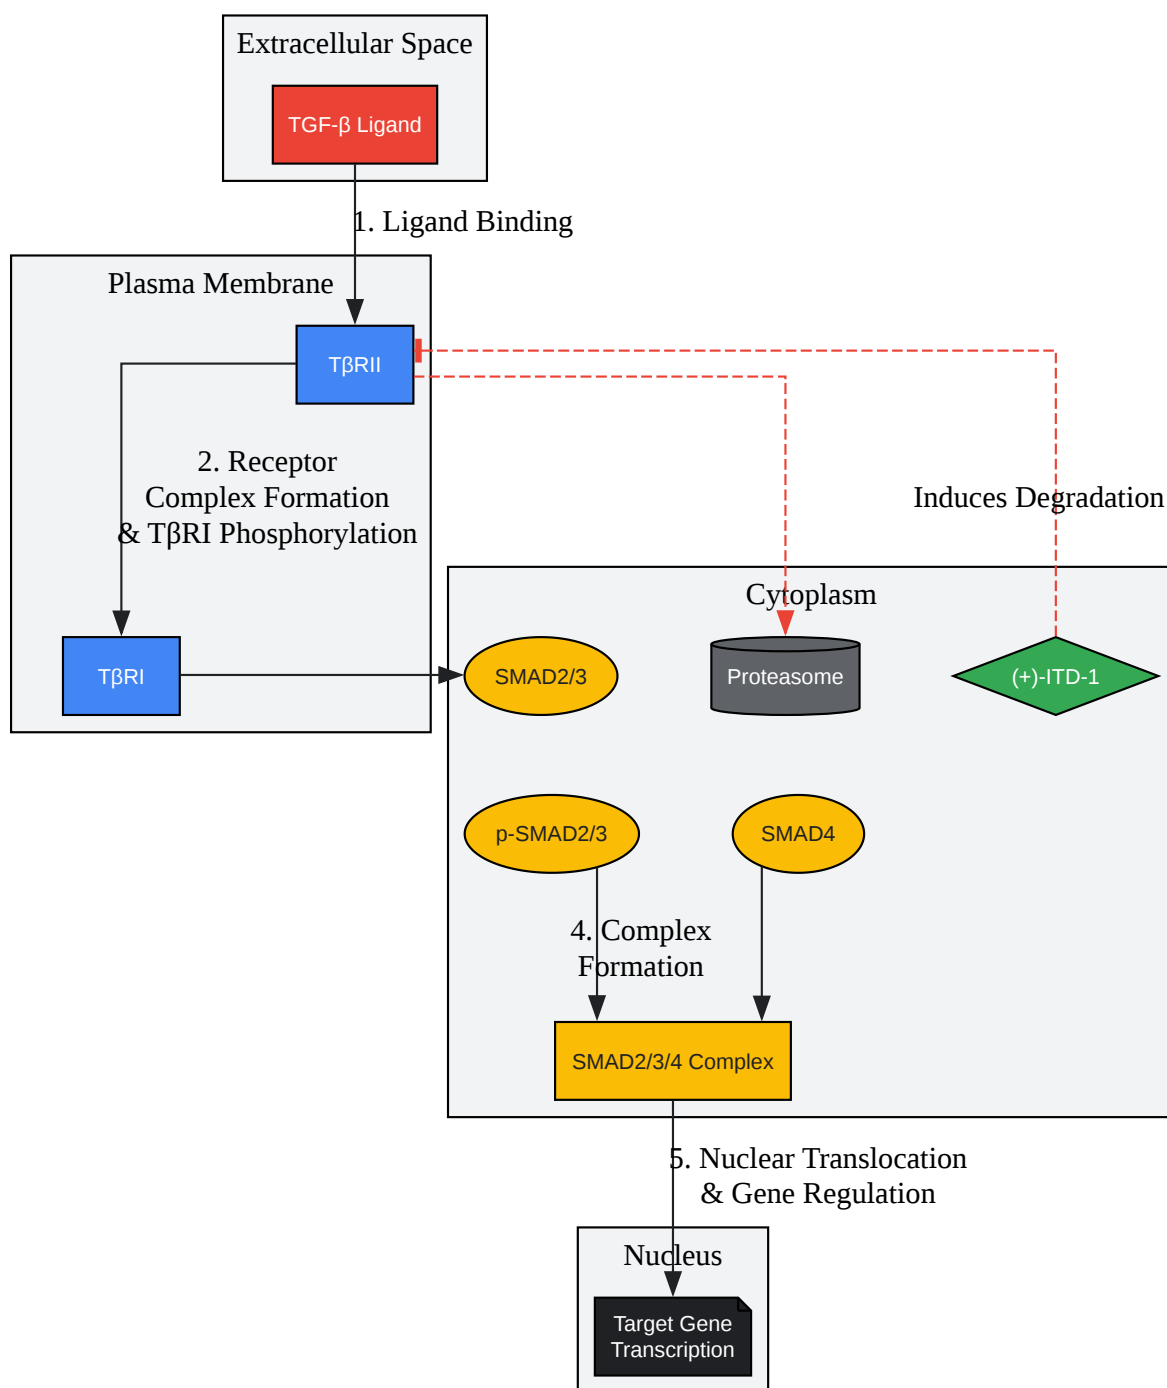 Extracellular Space
TGF-β Ligand
1. Ligand Binding
Plasma Membrane
TβRII
2. Receptor
Complex Formation
& TβRI Phosphorylation
Induces Degradation
Cytoplasm
TβRI
SMAD2/3
Proteasome
(+)-ITD-1
p-SMAD2/3
SMAD4
4. Complex
Formation
SMAD2/3/4 Complex
5. Nuclear Translocation
& Gene Regulation
Nucleus
Target Gene
Transcription